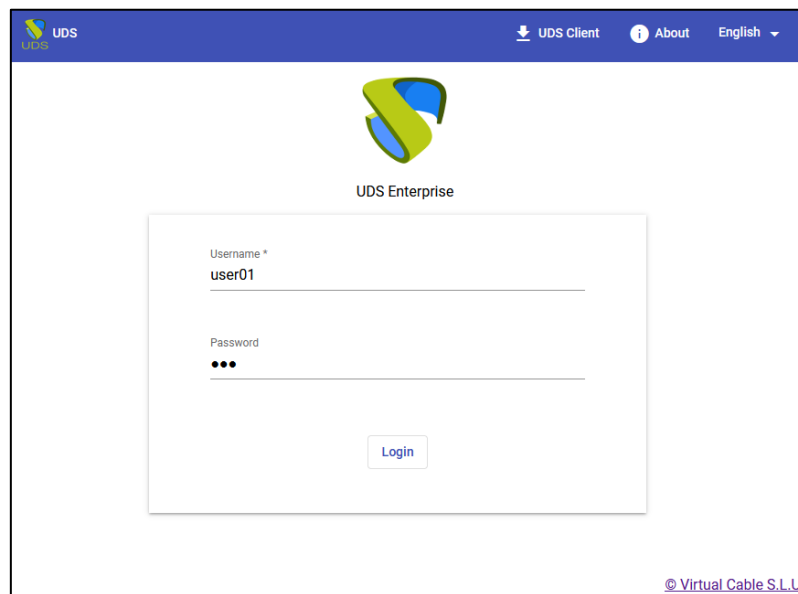 UDS
UDS
UDS Client
About
English
UDS Enterprise
Username *
user01
Password
•••
Login
© Virtual Cable S.L.U